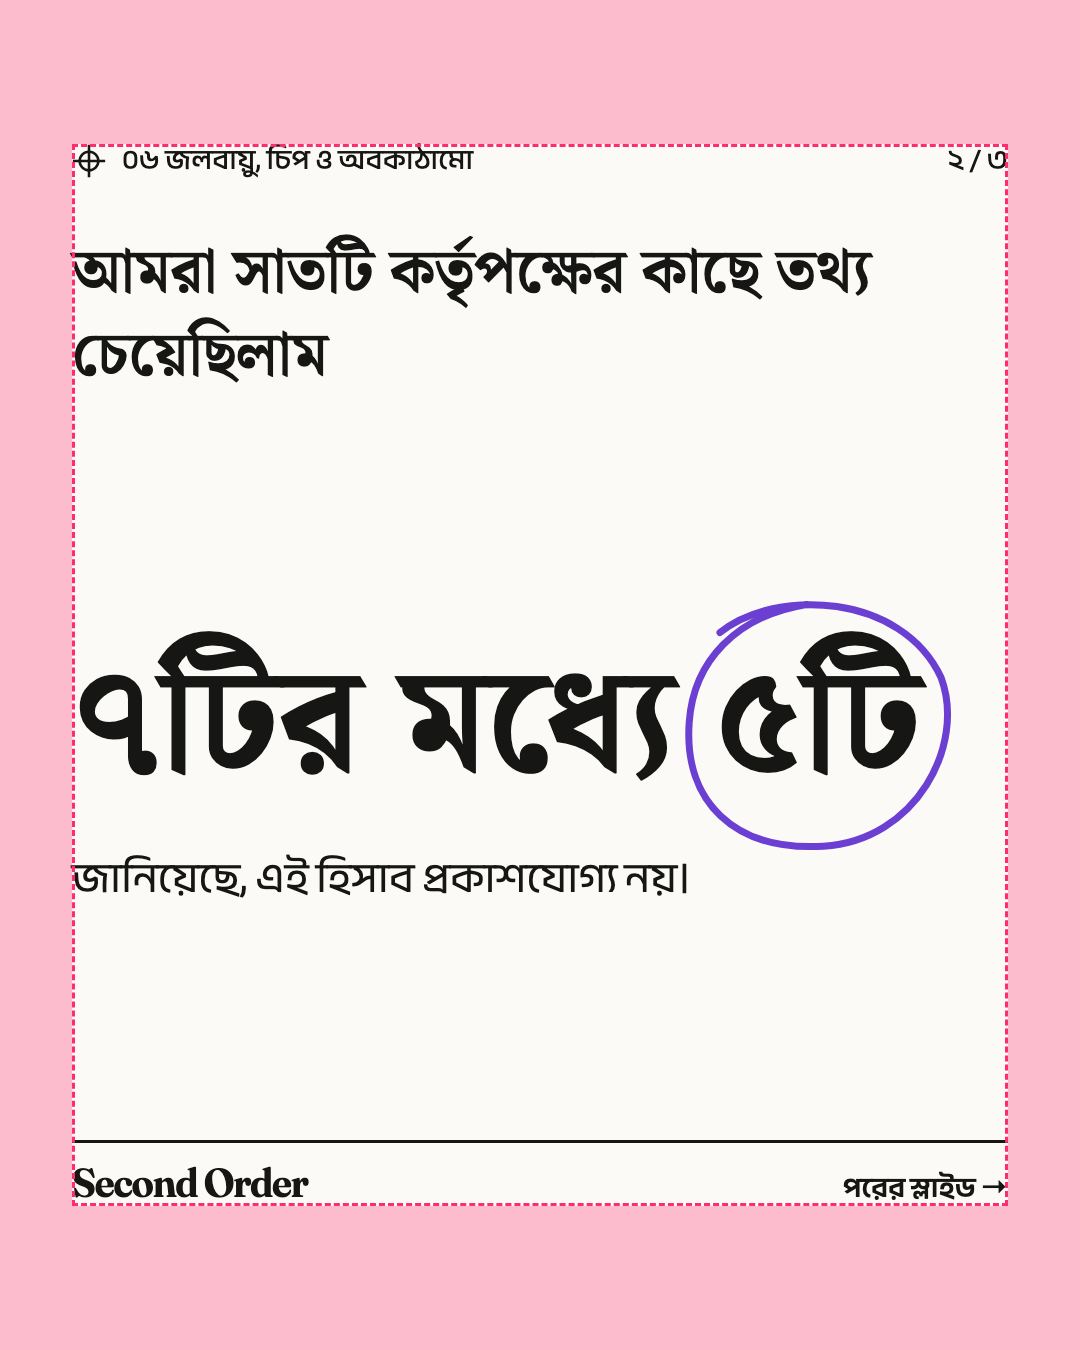 ০৬ জলবায়ু, চিপ ও অবকাঠামো
২ / ৩
আমরা সাতটি কর্তৃপক্ষের কাছে তথ্য
চেয়েছিলাম
৭টির মধ্যে ৫টি
জানিয়েছে, এই হিসাব প্রকাশযোগ্য নয়।
Second Order
পরের স্লাইড →